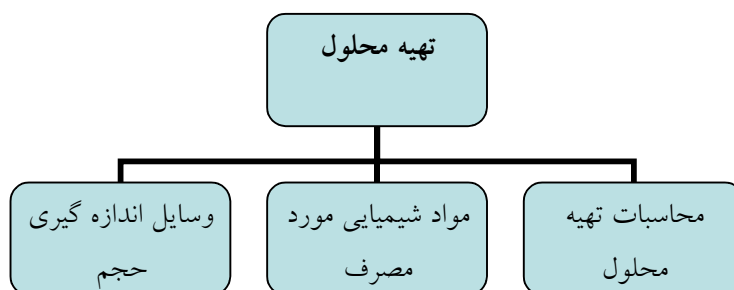 تهیه محلول
محاسبات تهیه
محلول
مواد شیمیایی مورد
مصرف
وسایل اندازه گیری
حجم